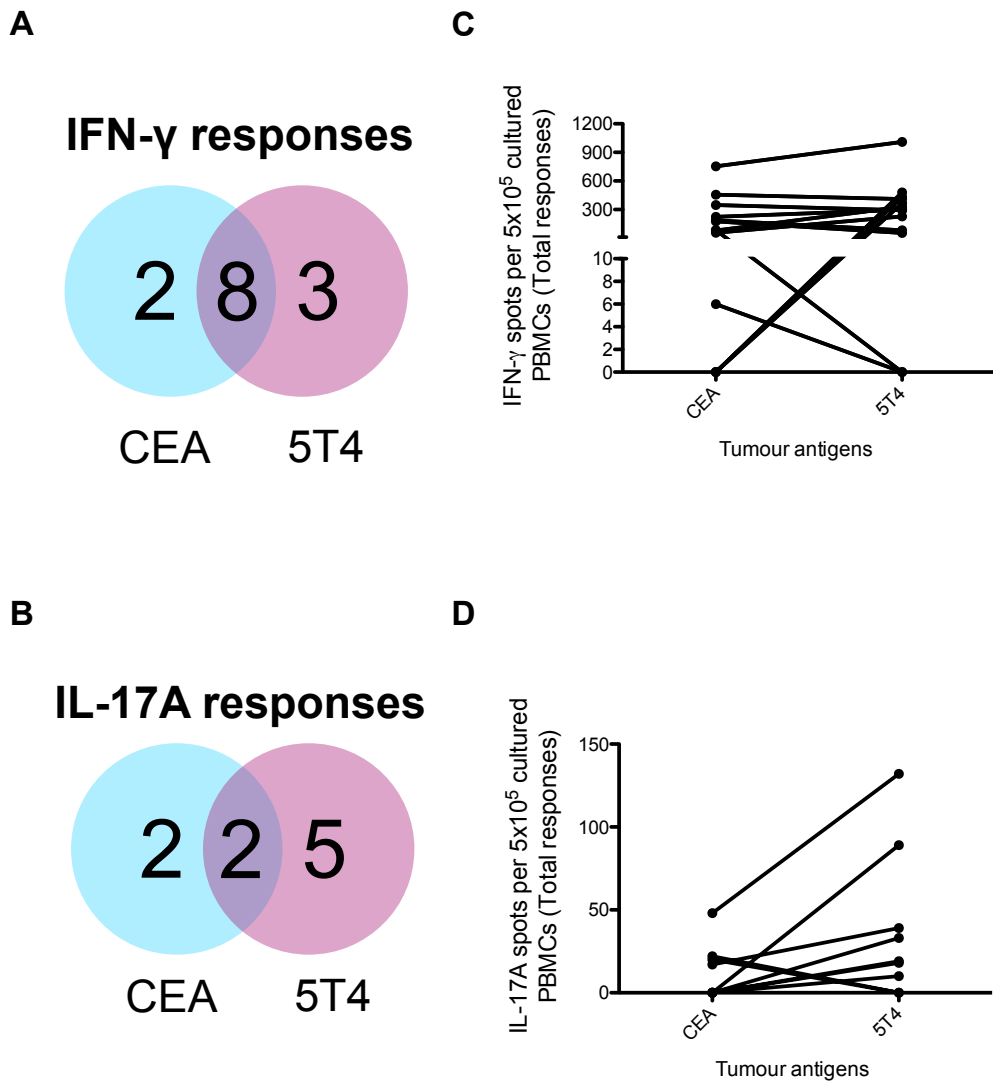 A
IFN-γ responses
2 8 3
CEA 5T4
B
IL-17A responses
2 2 5
CEA 5T4
C
IFN-γ spots per 5x10⁵ cultured
PBMCs (Total responses)
1200
900
600
300
10
8
6
4
2
0
CEA 5T4
Tumour antigens
D
IL-17A spots per 5x10⁵ cultured
PBMCs (Total responses)
150
100
50
0
CEA 5T4
Tumour antigens